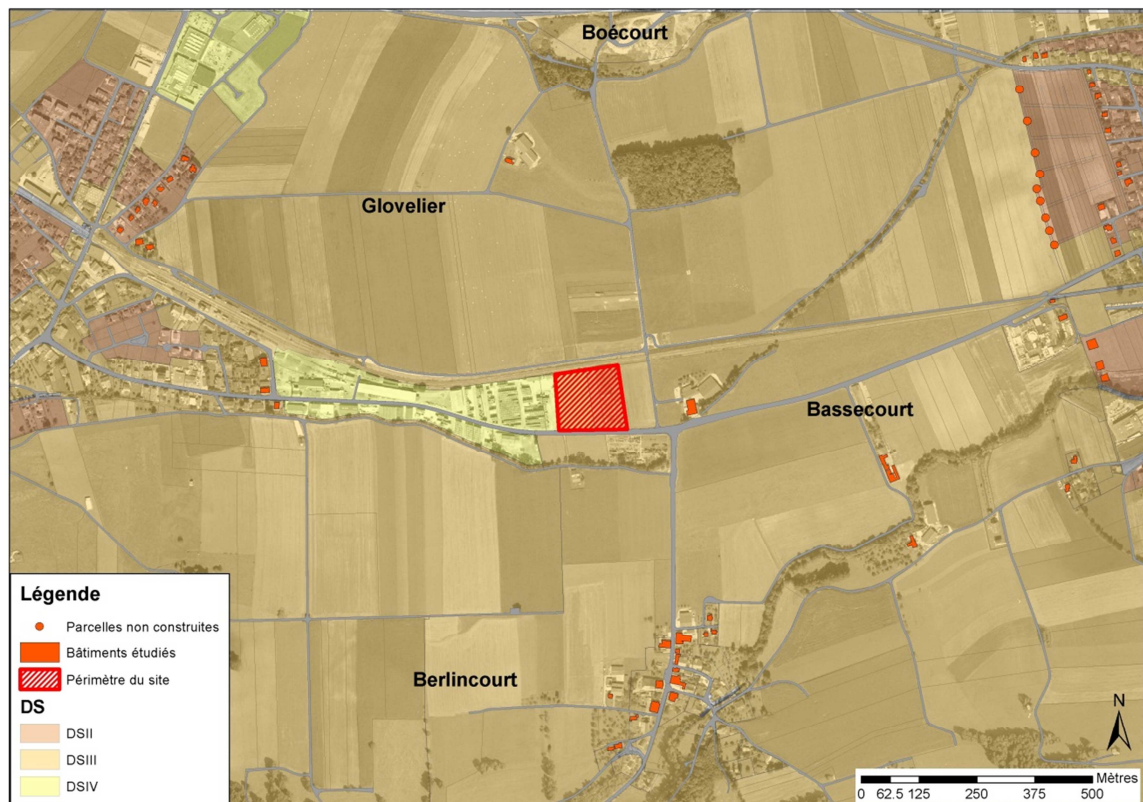 Boécourt
Glovelier
Bassecourt
Berlincourt
Légende
Parcelles non construites
Bâtiments étudiés
Périmètre du site
DS
DSII
DSIII
DSIV
N
Mètres
0 62.5 125 250 375 500